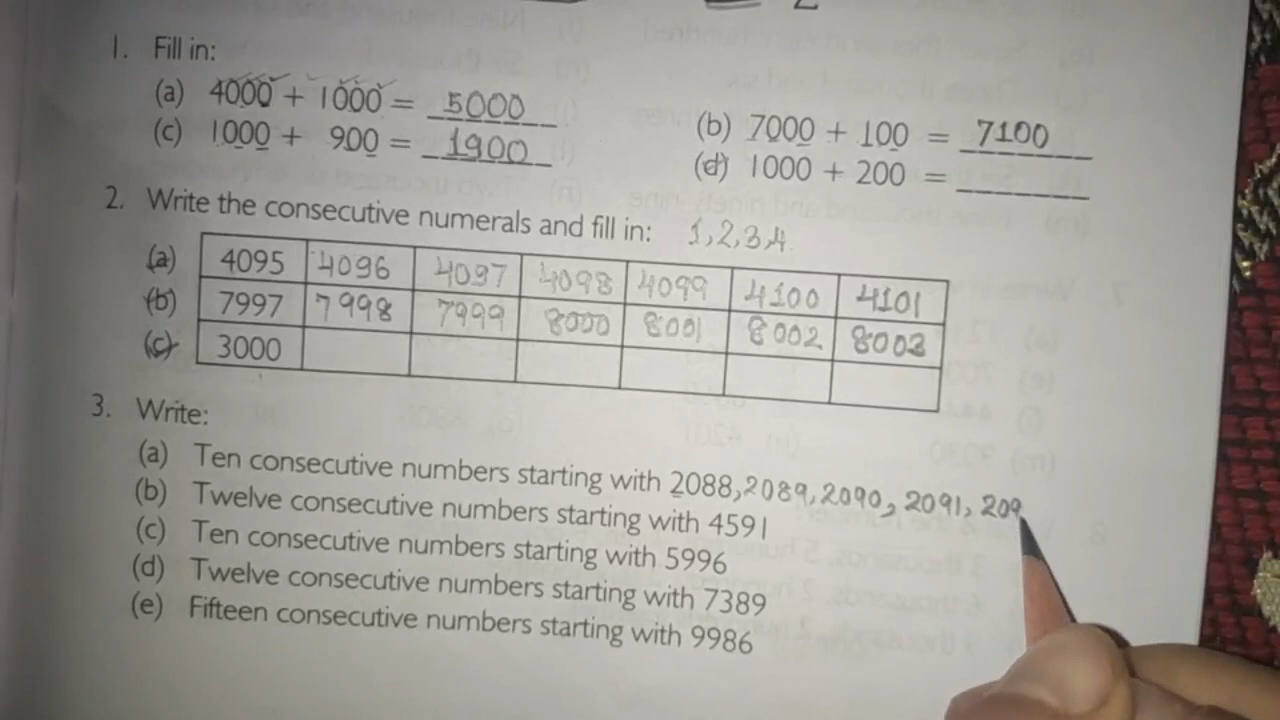 1. Fill in:
(a) 4000 + 1000 = 5000
(b) 7000 + 100 = 7100
(c) 1000 + 900 = 1900
(d) 1000 + 200 =
2. Write the consecutive numerals and fill in: 1,2,3,4
(a) 4095 4096 4097 4098 4099 4100 4101
(b) 7997 7998 7999 8000 8001 8002 8003
(c) 3000
3. Write:
(a) Ten consecutive numbers starting with 2088,2089,2090,2091,209
(b) Twelve consecutive numbers starting with 4591
(c) Ten consecutive numbers starting with 5996
(d) Twelve consecutive numbers starting with 7389
(e) Fifteen consecutive numbers starting with 9986